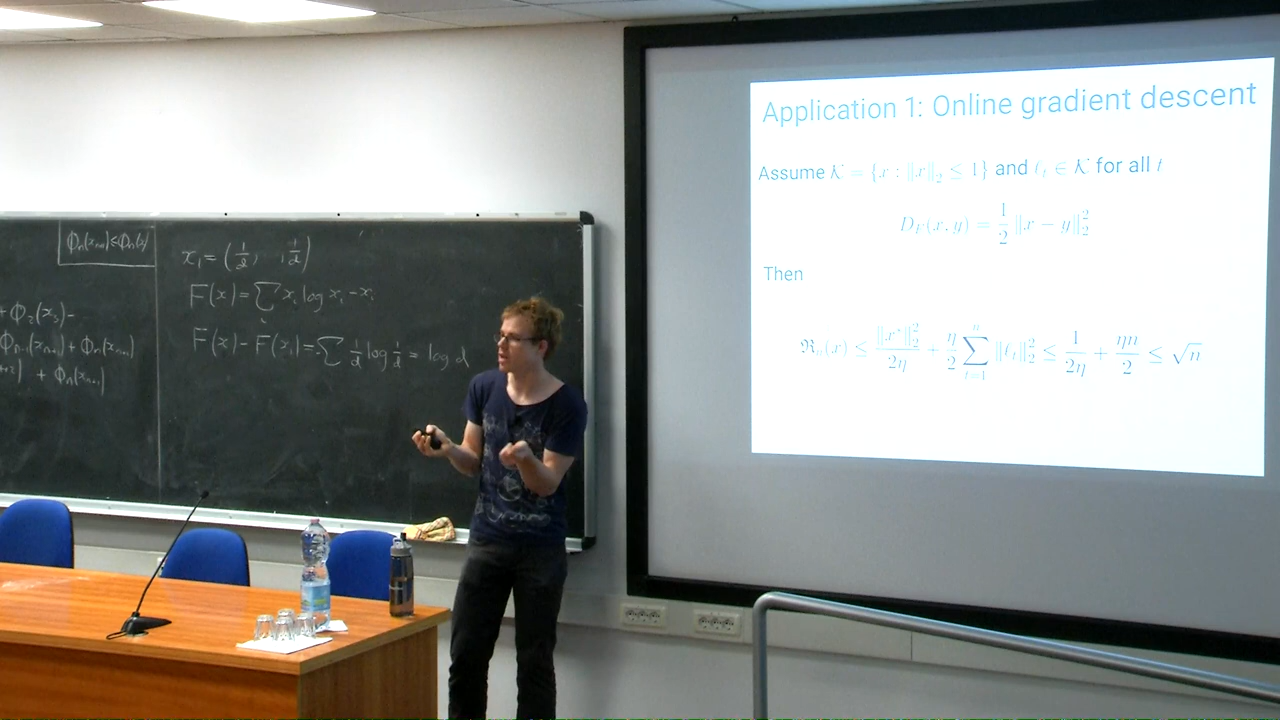 Φₙ(xₙ₊₁)≤Φₙ(y)
+ Φ₂(x₃)-
Φₙ₋₁(xₙ₊₁) + Φₙ(xₙ₊₁)
+ Φₙ(xₙ₊₁)
x₁ = (1/d, , 1/d)
F(x) = ∑ xᵢ log xᵢ - xᵢ
F(x) - F(x₁) = -∑ 1/d log 1/d = log d
Application 1: Online gradient descent
Assume 𝒦 = {x : ‖x‖₂ ≤ 1} and ℓₜ ∈ 𝒦 for all t
D_F(x, y) = 1/2 ‖x − y‖₂²
Then
ℜₙ(x) ≤ ‖x*‖₂²/2η + η/2 ∑ₜ₌₁ⁿ ‖ℓₜ‖₂² ≤ 1/2η + ηn/2 ≤ √n